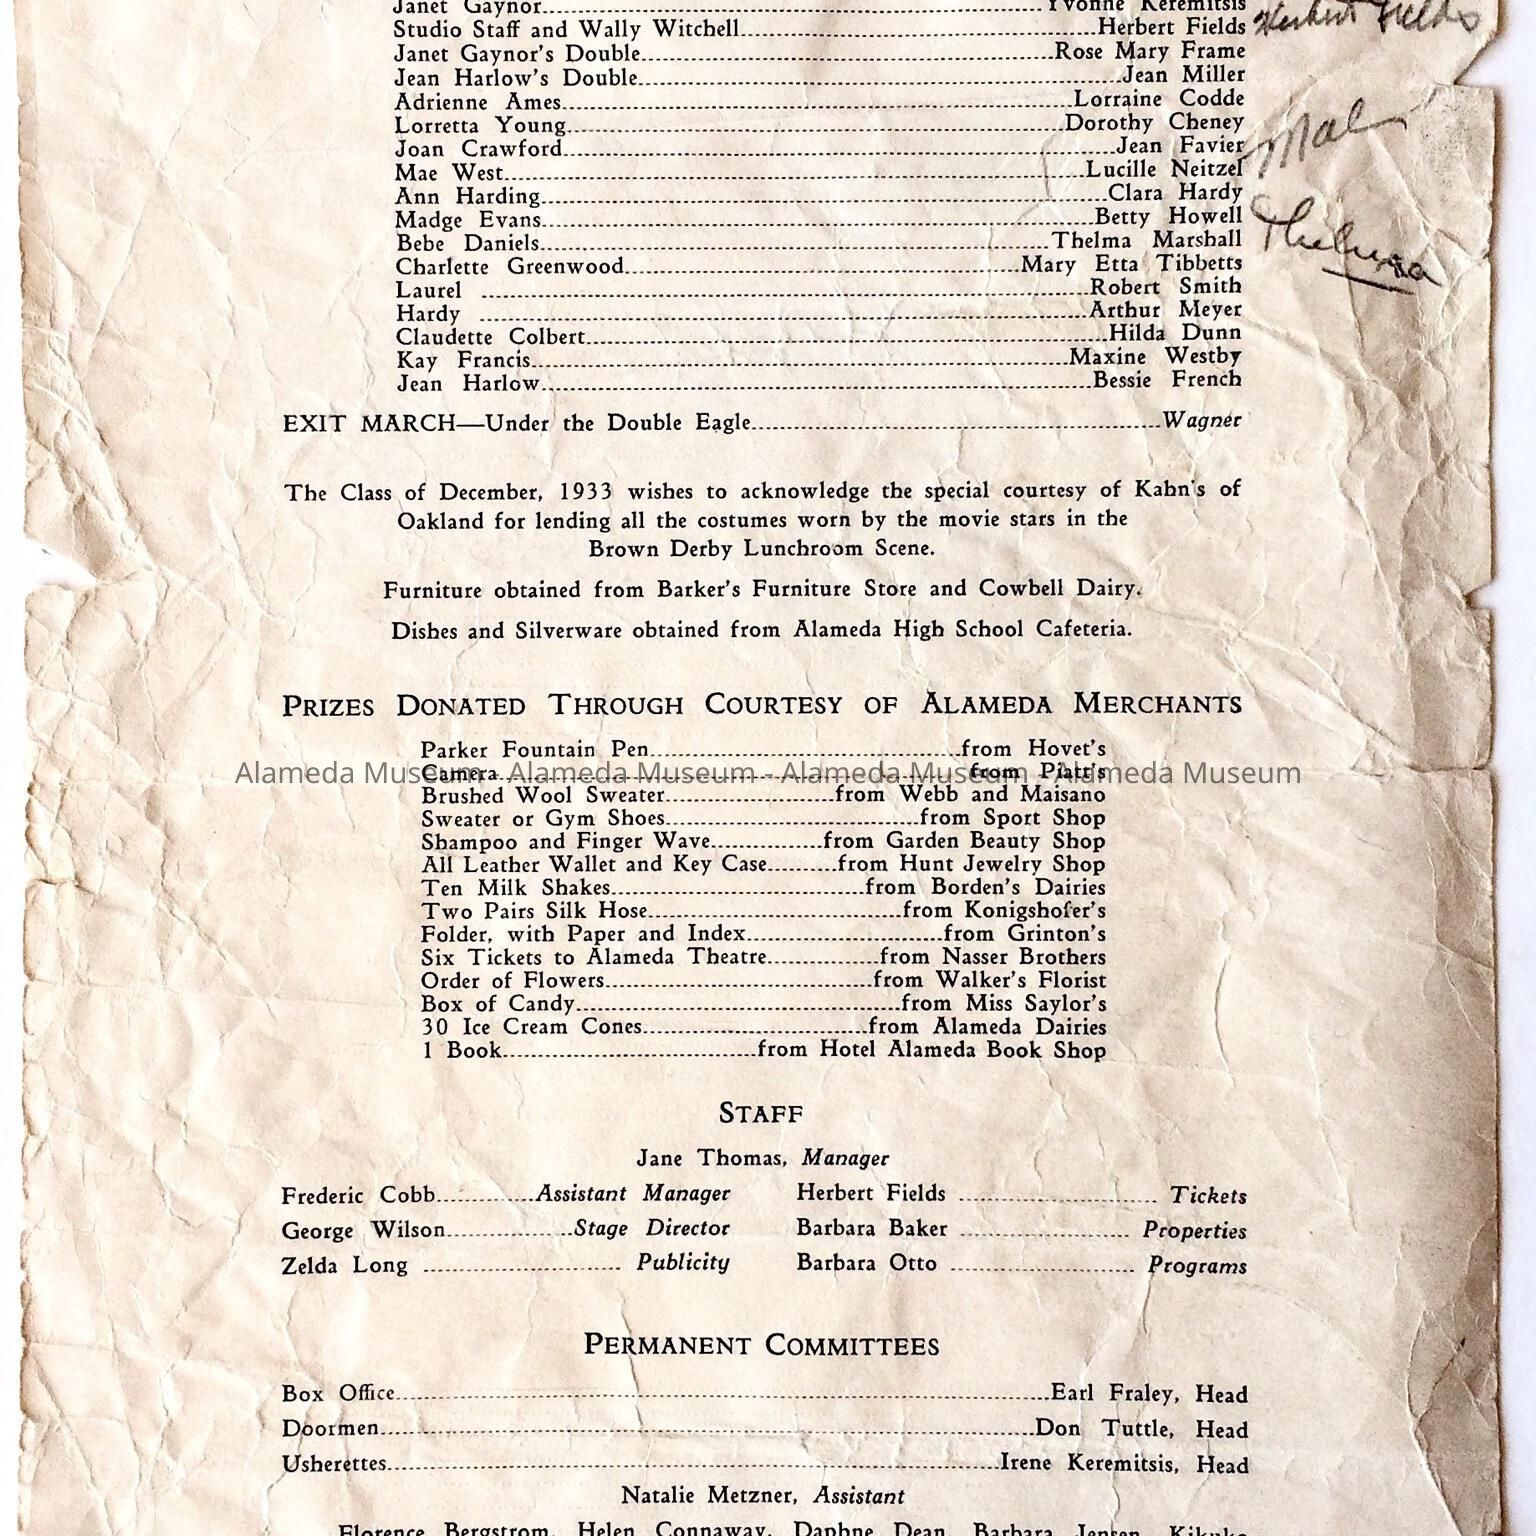 Janet Gaynor Yvonne Keremitsis
Studio Staff and Wally Witchell Herbert Fields Herbert Fields
Janet Gaynor's Double Rose Mary Frame
Jean Harlow's Double Jean Miller
Adrienne Ames Lorraine Codde
Lorretta Young Dorothy Cheney
Joan Crawford Jean Favier
Mae West Lucille Neitzel
Ann Harding Clara Hardy
Madge Evans Betty Howell
Bebe Daniels Thelma Marshall Thelma
Charlette Greenwood Mary Etta Tibbetts
Laurel Robert Smith
Hardy Arthur Meyer
Claudette Colbert Hilda Dunn
Kay Francis Maxine Westby
Jean Harlow Bessie French
EXIT MARCH—Under the Double Eagle Wagner
The Class of December, 1933 wishes to acknowledge the special courtesy of Kahn's of
Oakland for lending all the costumes worn by the movie stars in the
Brown Derby Lunchroom Scene.
Furniture obtained from Barker's Furniture Store and Cowbell Dairy.
Dishes and Silverware obtained from Alameda High School Cafeteria.
PRIZES DONATED THROUGH COURTESY OF ALAMEDA MERCHANTS
Parker Fountain Pen from Hovet's
Camera from Platt's
Alameda Museum - Alameda Museum - Alameda Museum - Alameda Museum
Brushed Wool Sweater from Webb and Maisano
Sweater or Gym Shoes from Sport Shop
Shampoo and Finger Wave from Garden Beauty Shop
All Leather Wallet and Key Case from Hunt Jewelry Shop
Ten Milk Shakes from Borden's Dairies
Two Pairs Silk Hose from Konigshofer's
Folder, with Paper and Index from Grinton's
Six Tickets to Alameda Theatre from Nasser Brothers
Order of Flowers from Walker's Florist
Box of Candy from Miss Saylor's
30 Ice Cream Cones from Alameda Dairies
1 Book from Hotel Alameda Book Shop
STAFF
Jane Thomas, Manager
Frederic Cobb Assistant Manager Herbert Fields Tickets
George Wilson Stage Director Barbara Baker Properties
Zelda Long Publicity Barbara Otto Programs
PERMANENT COMMITTEES
Box Office Earl Fraley, Head
Doormen Don Tuttle, Head
Usherettes Irene Keremitsis, Head
Natalie Metzner, Assistant
Florence Bergstrom, Helen Connaway, Daphne Dean, Barbara Jensen, Kikuko